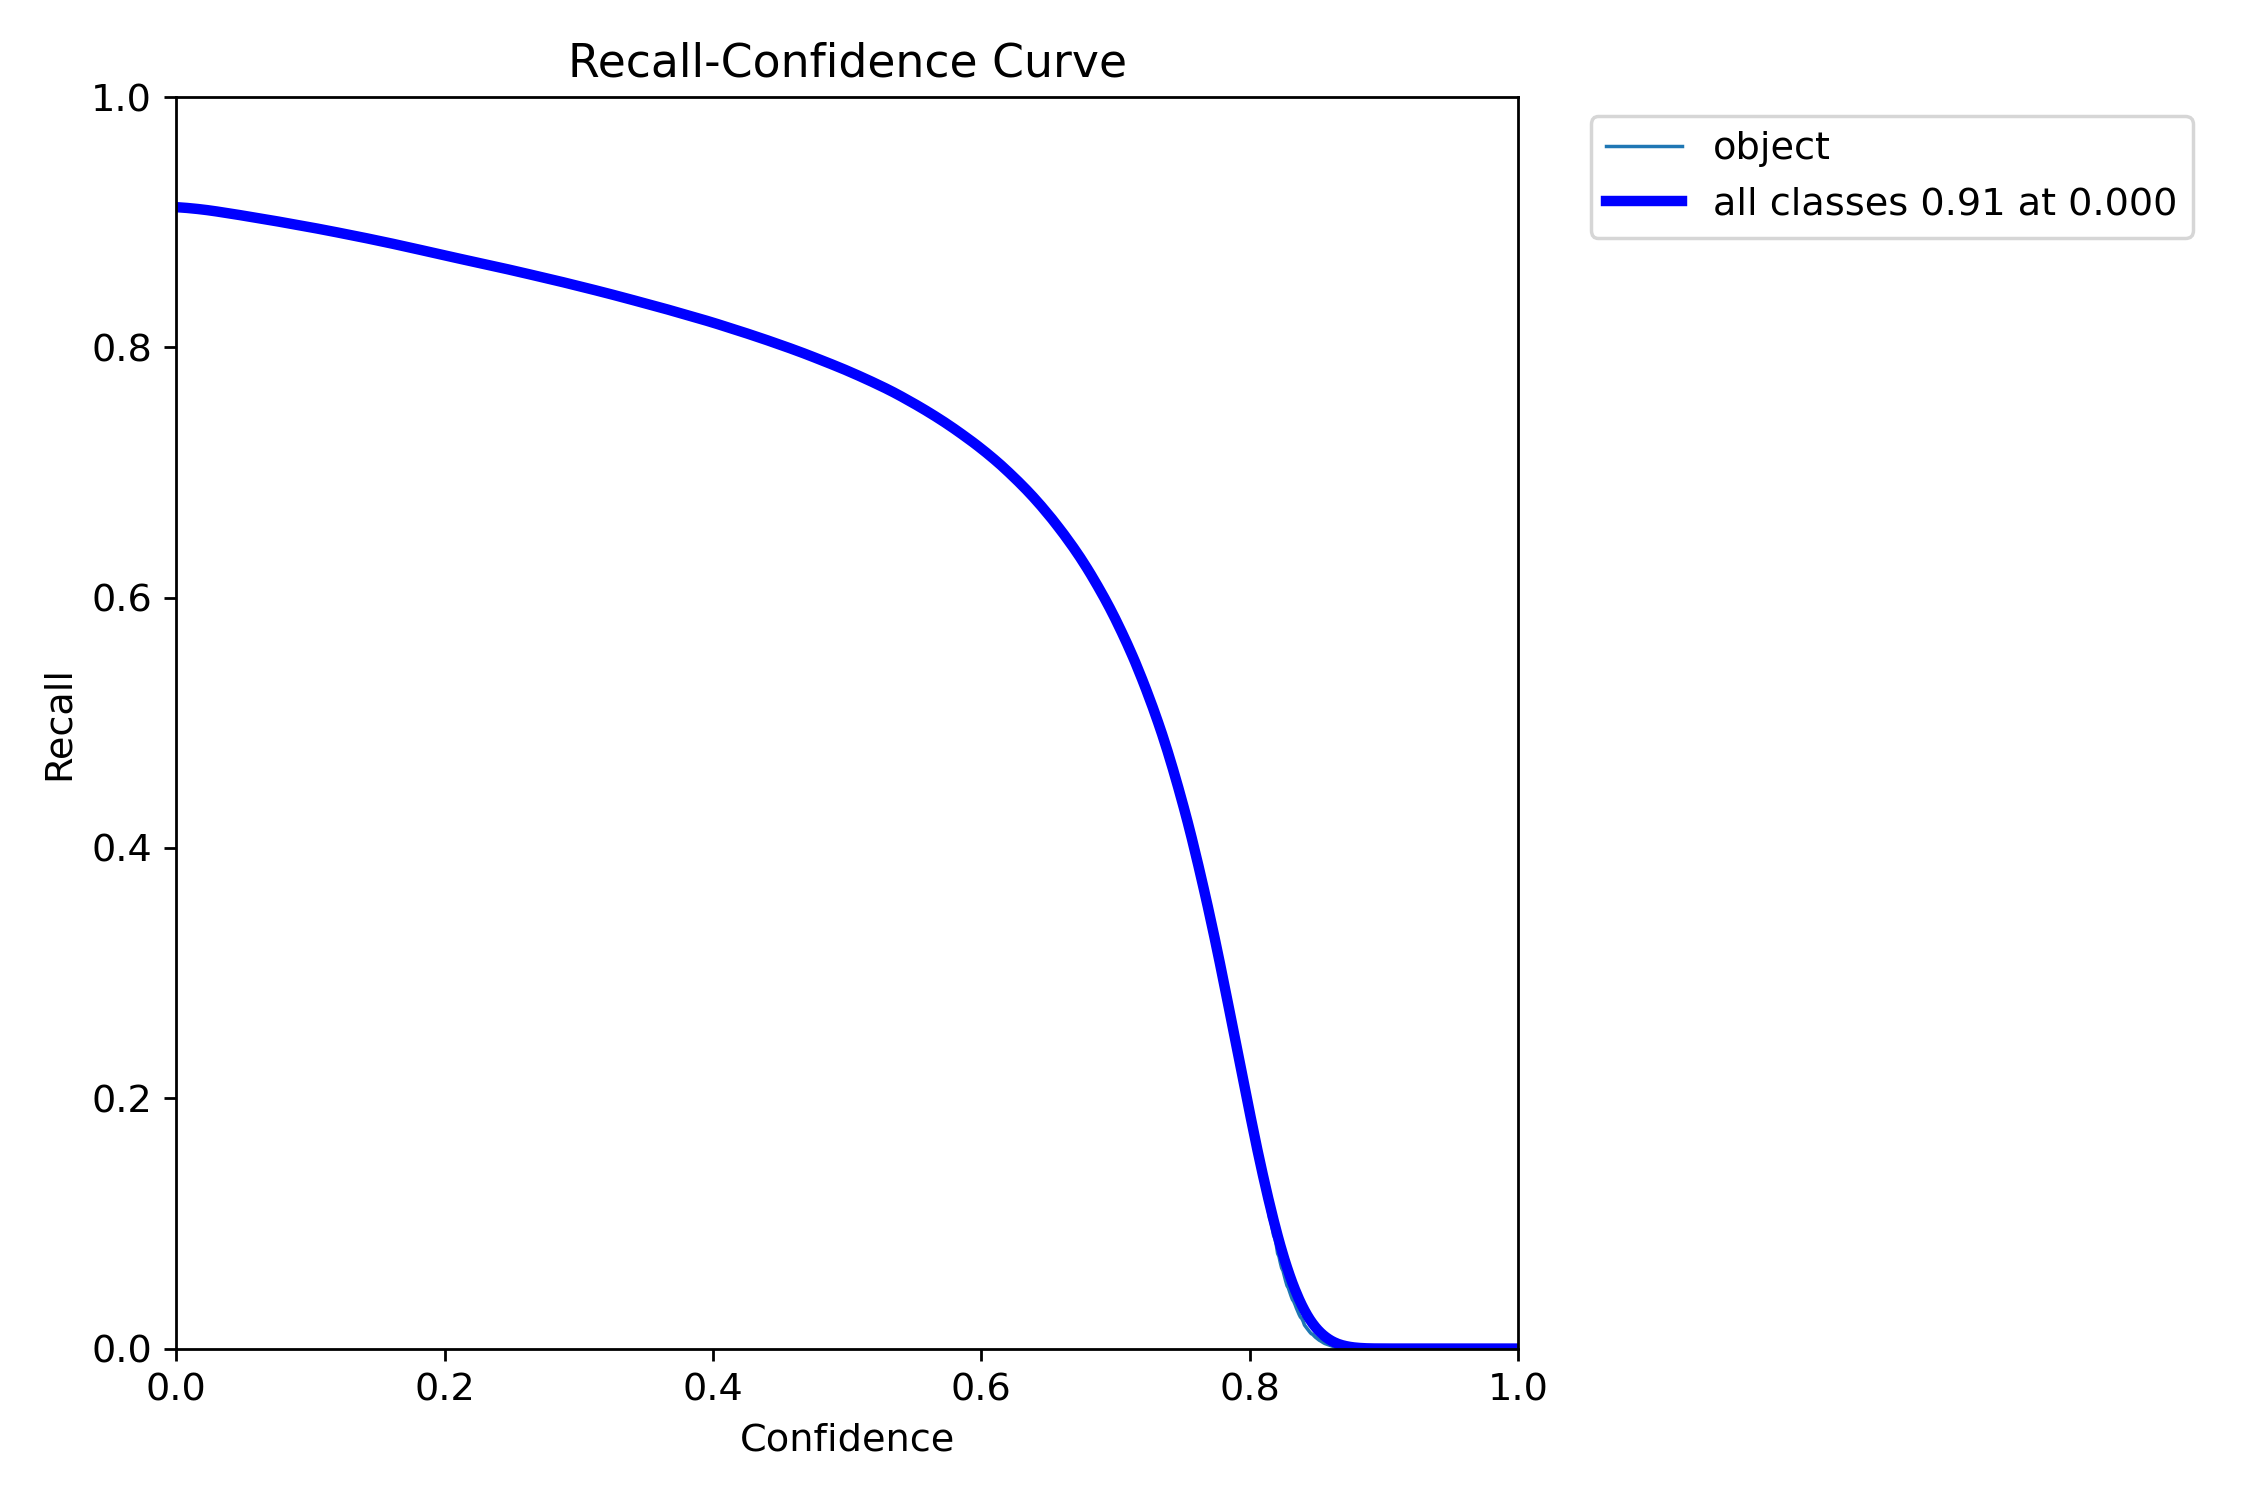 Recall-Confidence Curve
1.0
0.8
0.6
0.4
0.2
0.0
Recall
0.0 0.2 0.4 0.6 0.8 1.0
Confidence
object
all classes 0.91 at 0.000